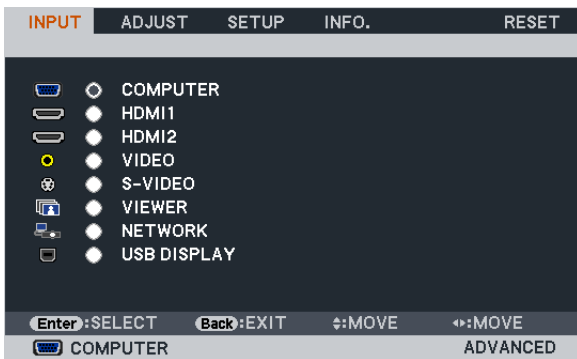 INPUT ADJUST SETUP INFO. RESET
COMPUTER
HDMI1
HDMI2
VIDEO
S-VIDEO
VIEWER
NETWORK
USB DISPLAY
Enter:SELECT Back:EXIT :MOVE :MOVE
COMPUTER ADVANCED